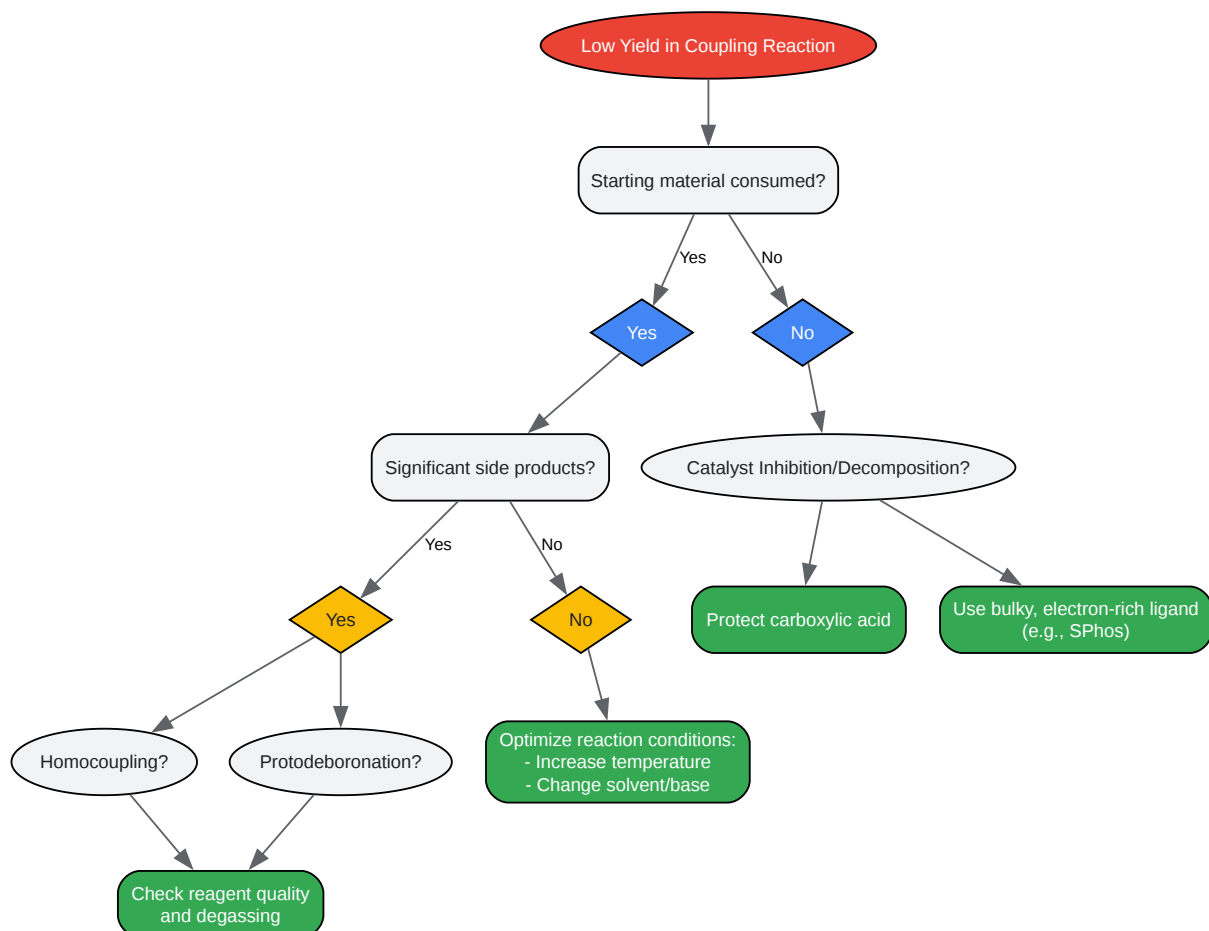 Low Yield in Coupling Reaction
Starting material consumed?
Yes
No
Yes
No
Significant side products?
Catalyst Inhibition/Decomposition?
Yes
No
Yes
No
Protect carboxylic acid
Use bulky, electron-rich ligand
(e.g., SPhos)
Homocoupling?
Protodeboronation?
Optimize reaction conditions:
- Increase temperature
- Change solvent/base
Check reagent quality
and degassing